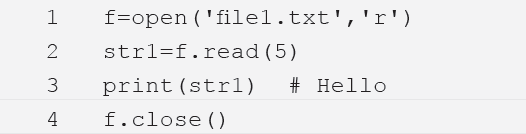 1 f=open('file1.txt','r')
2 str1=f.read(5)
3 print(str1) # Hello
4 f.close()